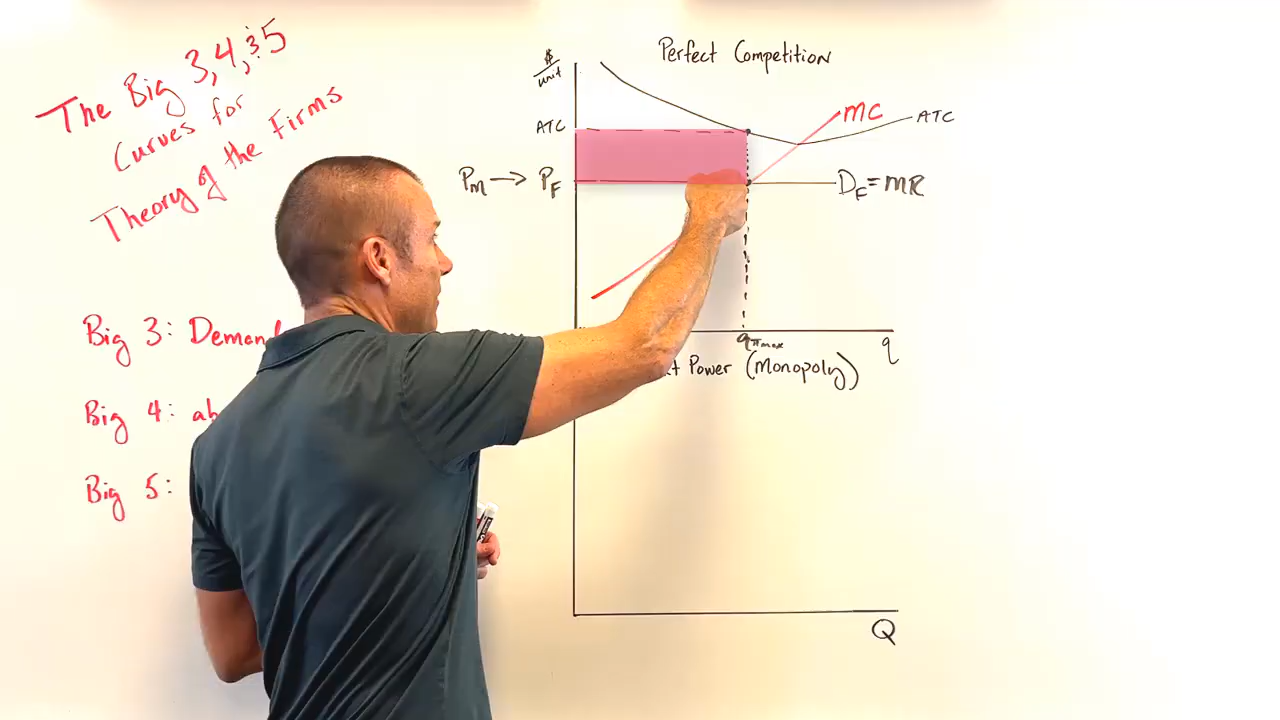 The Big 3,4,&5
Curves for
Theory of the Firms
Big 3: Demand
Big 4:
Big 5:
Perfect Competition
$/unit
ATC
MC
ATC
PM → PF
DF=MR
qπmax
q
Power (Monopoly)
Q